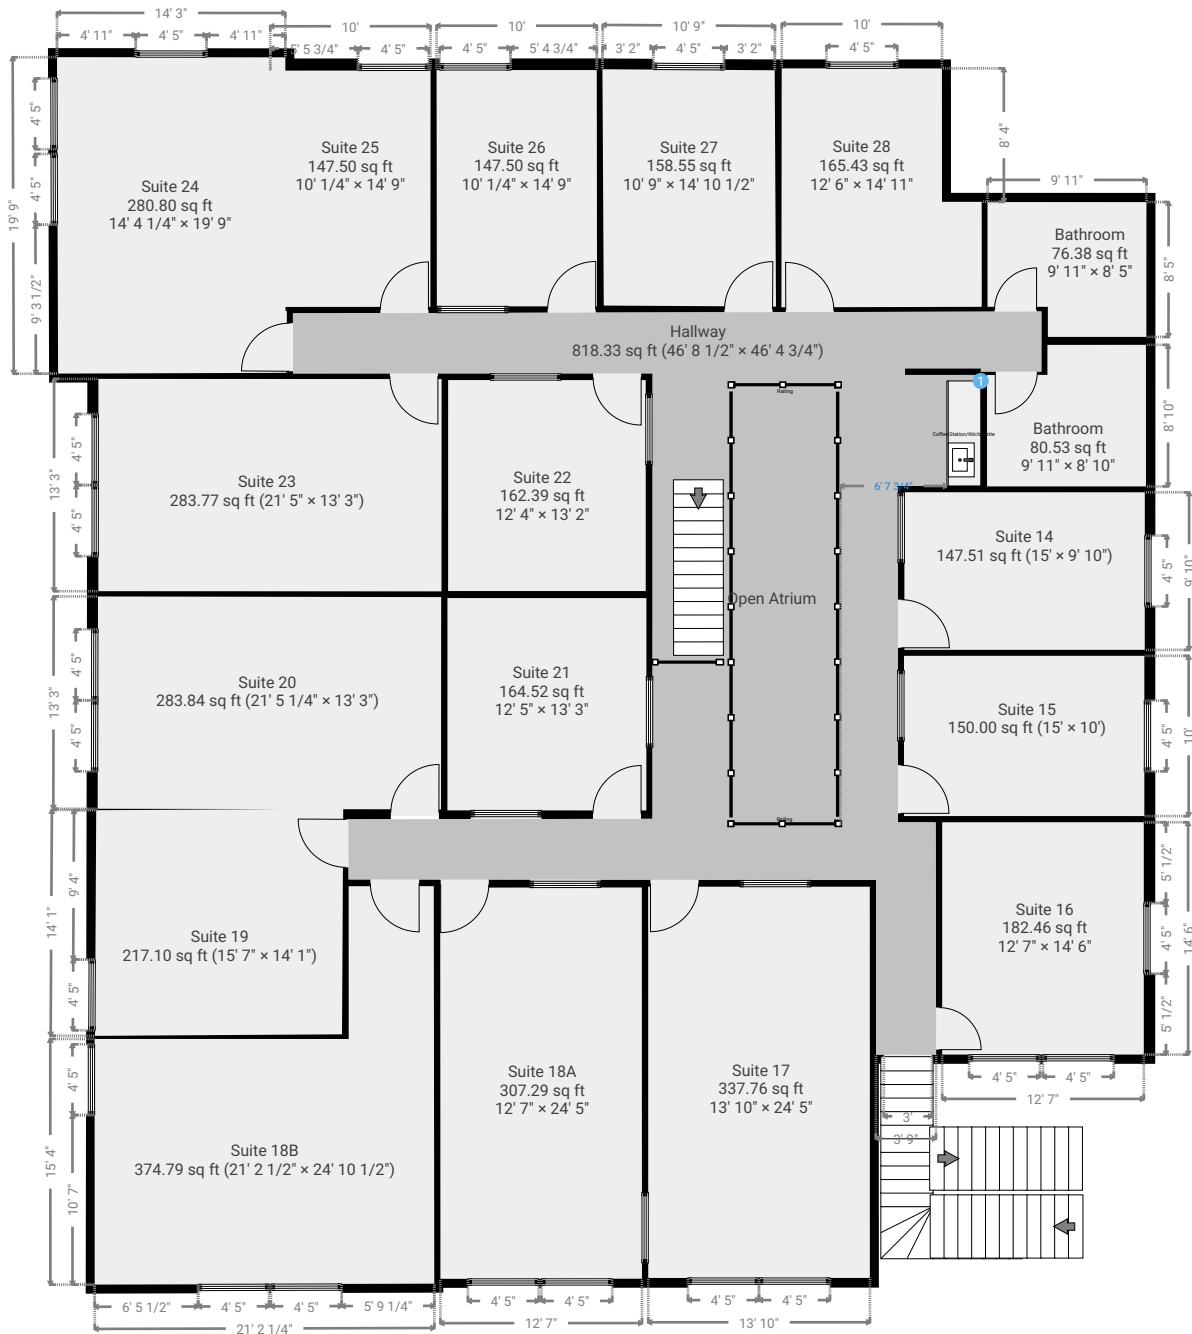 14' 3"
10'
10'
10' 9"
10'
4' 11"
4' 5"
4' 11"
5' 5 3/4"
4' 5"
4' 5"
5' 4 3/4"
3' 2"
4' 5"
3' 2"
4' 5"
19' 9"
4' 5"
4' 5"
9' 3 1/2"
8' 4"
9' 11"
8' 5"
8' 10"
Suite 24
280.80 sq ft
14' 4 1/4" × 19' 9"
Suite 25
147.50 sq ft
10' 1/4" × 14' 9"
Suite 26
147.50 sq ft
10' 1/4" × 14' 9"
Suite 27
158.55 sq ft
10' 9" × 14' 10 1/2"
Suite 28
165.43 sq ft
12' 6" × 14' 11"
Bathroom
76.38 sq ft
9' 11" × 8' 5"
Hallway
818.33 sq ft (46' 8 1/2" × 46' 4 3/4")
Railing
1
Coffee Station/Kitchenette
Bathroom
80.53 sq ft
9' 11" × 8' 10"
6' 7 3/4"
13' 3"
4' 5"
4' 5"
Suite 23
283.77 sq ft (21' 5" × 13' 3")
Suite 22
162.39 sq ft
12' 4" × 13' 2"
Suite 14
147.51 sq ft (15' × 9' 10")
4' 5"
9' 10"
Open Atrium
13' 3"
4' 5"
4' 5"
Suite 20
283.84 sq ft (21' 5 1/4" × 13' 3")
Suite 21
164.52 sq ft
12' 5" × 13' 3"
Suite 15
150.00 sq ft (15' × 10')
4' 5"
10'
Railing
14' 1"
9' 4"
4' 5"
Suite 19
217.10 sq ft (15' 7" × 14' 1")
Suite 16
182.46 sq ft
12' 7" × 14' 6"
5' 1/2"
4' 5"
5' 1/2"
14' 6"
15' 4"
4' 5"
10' 7"
Suite 18B
374.79 sq ft (21' 2 1/2" × 24' 10 1/2")
Suite 18A
307.29 sq ft
12' 7" × 24' 5"
Suite 17
337.76 sq ft
13' 10" × 24' 5"
4' 5"
4' 5"
12' 7"
3'
3' 9"
6' 5 1/2"
4' 5"
4' 5"
5' 9 1/4"
4' 5"
4' 5"
4' 5"
4' 5"
21' 2 1/4"
12' 7"
13' 10"